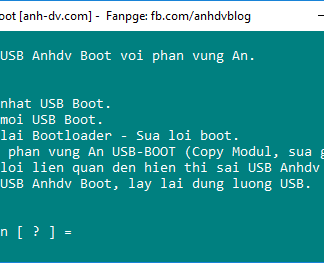 oot [anh-dv.com] - Fanpge: fb.com/anhdvblog
USB Anhdv Boot voi phan vung An.
nhat USB Boot.
moi USB Boot.
lai Bootloader - Sua loi boot.
phan vung An USB-BOOT (Copy Modul, sua g
loi lien quan den hien thi sai USB Anhdv
USB Anhdv Boot, lay lai dung luong USB.
n [ ? ] =